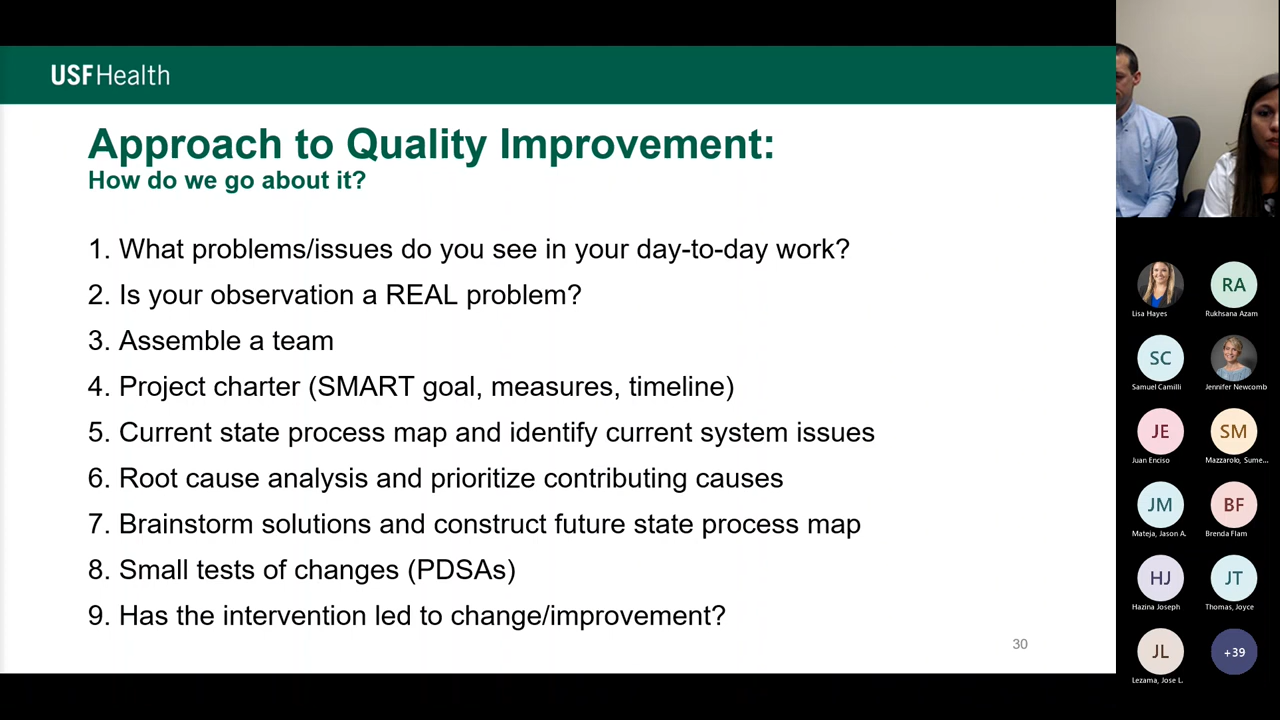 USFHealth
Approach to Quality Improvement:
How do we go about it?
1. What problems/issues do you see in your day-to-day work?
2. Is your observation a REAL problem?
3. Assemble a team
4. Project charter (SMART goal, measures, timeline)
5. Current state process map and identify current system issues
6. Root cause analysis and prioritize contributing causes
7. Brainstorm solutions and construct future state process map
8. Small tests of changes (PDSAs)
9. Has the intervention led to change/improvement?
30
RA
Lisa Hayes
Rukhsana Azam
SC
Samuel Camilli
Jennifer Newcomb
JE
SM
Juan Enciso
Mazzarolo, Sume...
JM
BF
Mateja, Jason A.
Brenda Flam
HJ
JT
Hazina Joseph
Thomas, Joyce
JL
+39
Lezama, Jose L.